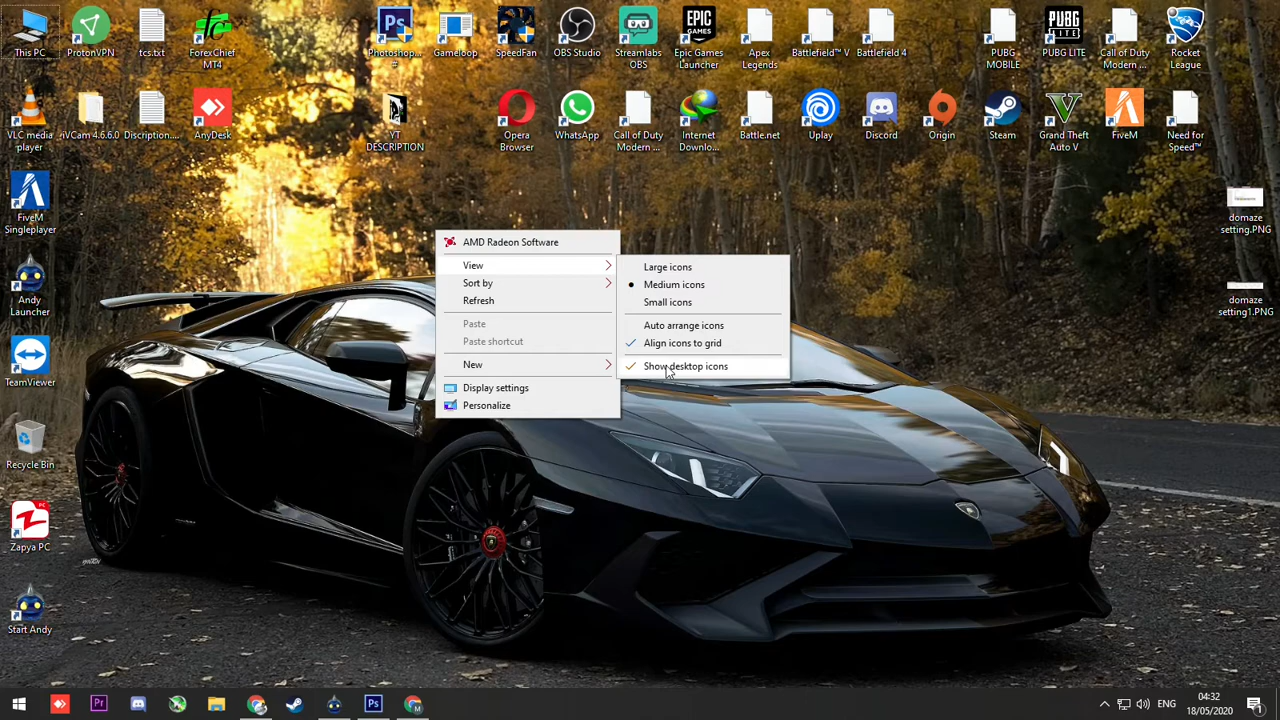 This PC
ProtonVPN
tcs.txt
ForexChief
MT4
Photoshop...
Gameloop
SpeedFan
OBS Studio
Streamlabs
OBS
Epic Games
Launcher
Apex
Legends
Battlefield™ V
Battlefield 4
PUBG
MOBILE
PUBG LITE
Call of Duty
Modern ...
Rocket
League
VLC media
player
iVCam 4.6.6.0
Discription....
AnyDesk
YT
DESCRIPTION
Opera
Browser
WhatsApp
Call of Duty
Modern ...
Internet
Downlo...
Battle.net
Uplay
Discord
Origin
Steam
Grand Theft
Auto V
FiveM
Need for
Speed™
FiveM
Singleplayer
domaze
setting.PNG
AMD Radeon Software
View
Large icons
Sort by
Medium icons
Refresh
Small icons
Andy
Launcher
domaze
setting1.PNG
Paste
Auto arrange icons
Paste shortcut
Align icons to grid
New
Show desktop icons
Display settings
Personalize
TeamViewer
Recycle Bin
Zapya PC
Start Andy
ENG
04:32
18/05/2020